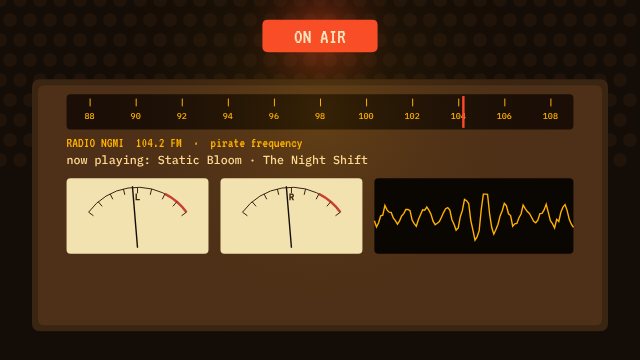 ON AIR
88 90 92 94 96 98 100 102 104 106 108
RADIO NGMI 104.2 FM · pirate frequency
now playing: Static Bloom · The Night Shift
L R